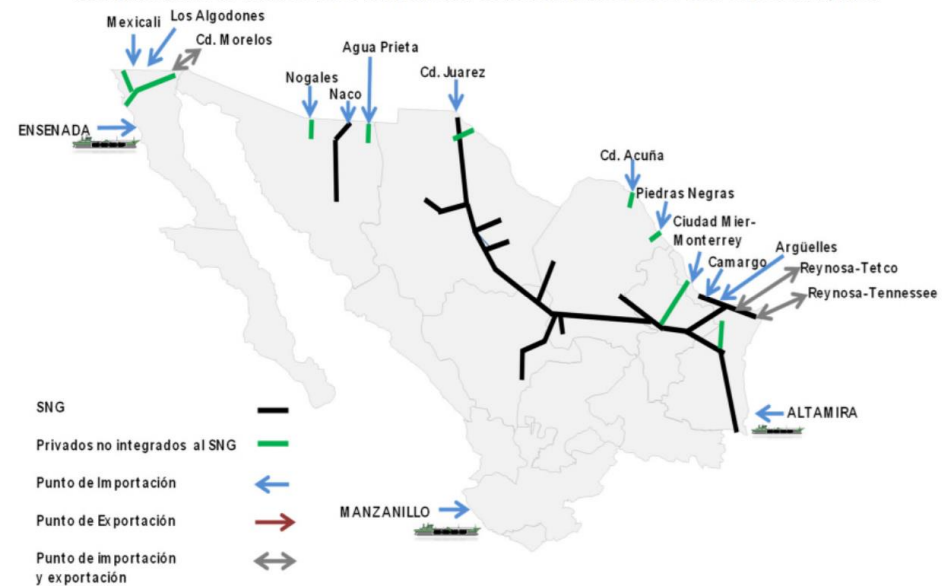 Mexicali
Los Algodones
Cd. Morelos
Agua Prieta
Nogales
Naco
Cd. Juarez
ENSENADA
Cd. Acuña
Piedras Negras
Ciudad Mier-
Monterrey
Argüelles
Camargo
Reynosa-Tetco
Reynosa-Tennessee
SNG
ALTAMIRA
Privados no integrados al SNG
Punto de Importación
MANZANILLO
Punto de Exportación
Punto de importación
y exportación